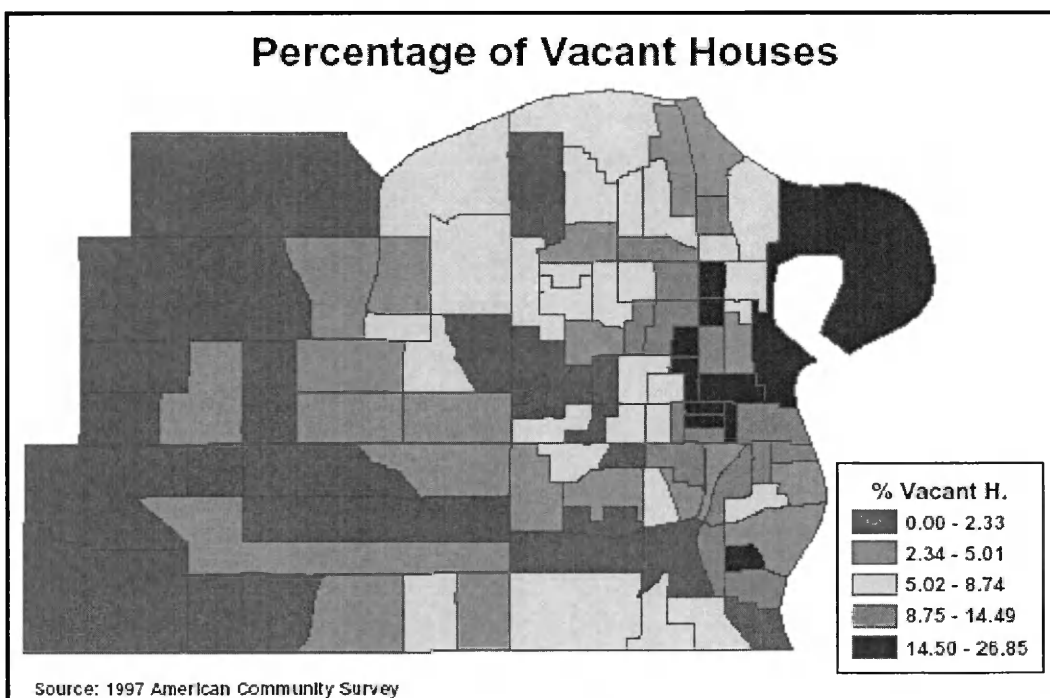 Percentage of Vacant Houses
% Vacant H.
0.00 - 2.33
2.34 - 5.01
5.02 - 8.74
8.75 - 14.49
14.50 - 26.85
Source: 1997 American Community Survey